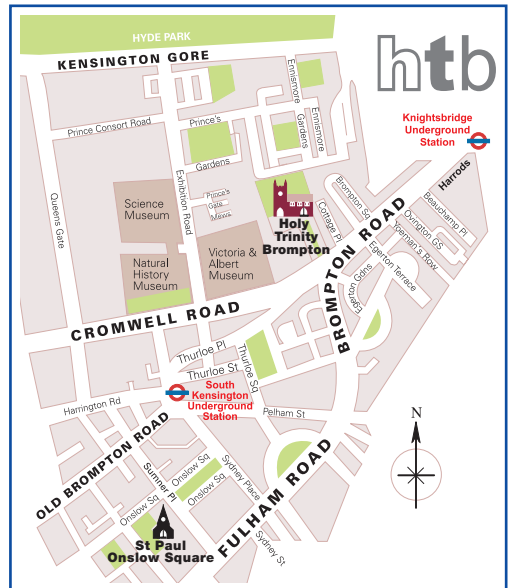 HYDE PARK
KENSINGTON GORE
htb
Knightsbridge
Underground
Station
Harrods
Ennismore
Gardens
Ennismore
Prince Consort Road
Prince's
Gardens
Exhibition Road
Queens Gate
Prince's
Gate
Mews
Science
Museum
Natural
History
Museum
Victoria &
Albert
Museum
Holy
Trinity
Brompton
Cottage Pl
Brompton Sq
BROMPTON ROAD
Beauchamp Pl
Ovington GS
Yoeman's Row
Egerton Terrace
Egerton Gdns
CROMWELL ROAD
Thurloe Pl
Thurloe St
Thurloe Sq
South
Kensington
Underground
Station
Harrington Rd
Pelham St
OLD BROMPTON ROAD
Sumner Pl
Onslow Sq
Onslow Sq
Onslow Sq
Sydney Place
FULHAM ROAD
Sydney St
St Paul
Onslow Square
N